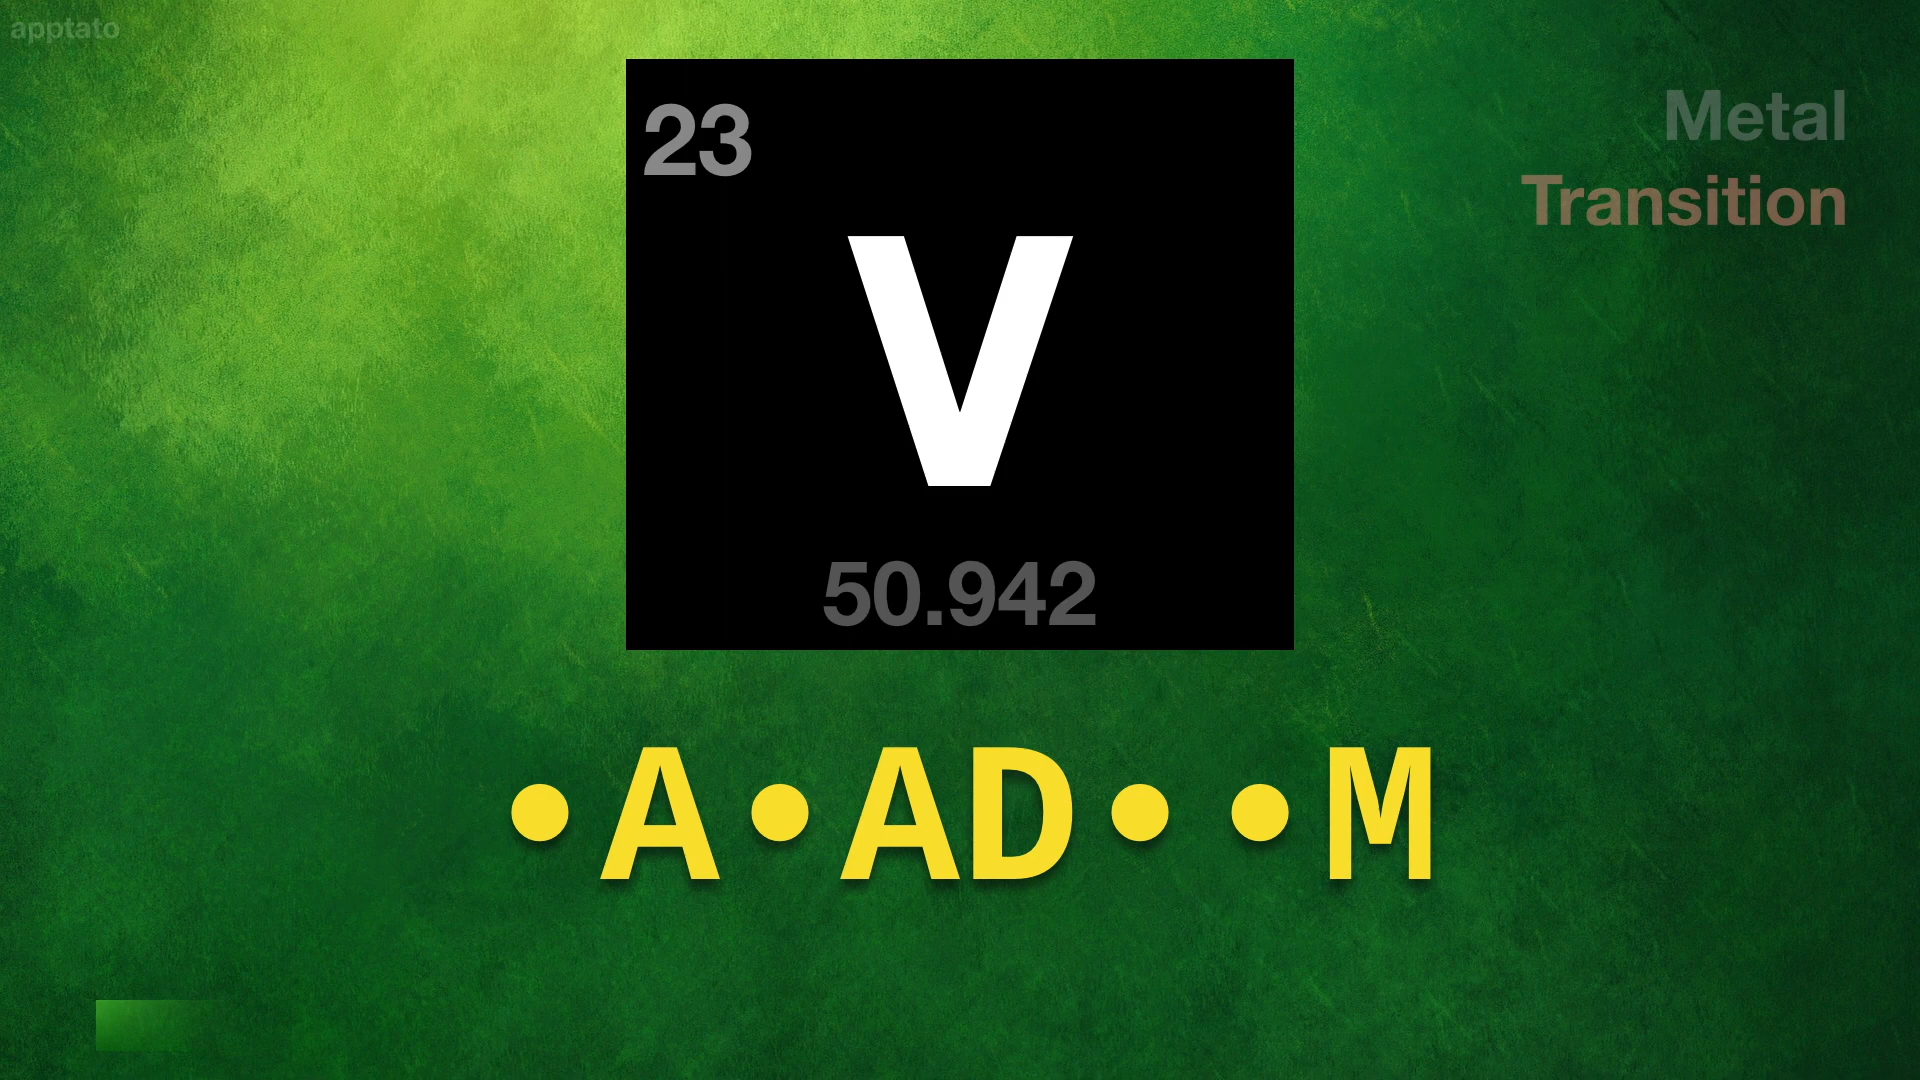 apptato
23
V
50.942
Metal
Transition
•A•AD••M